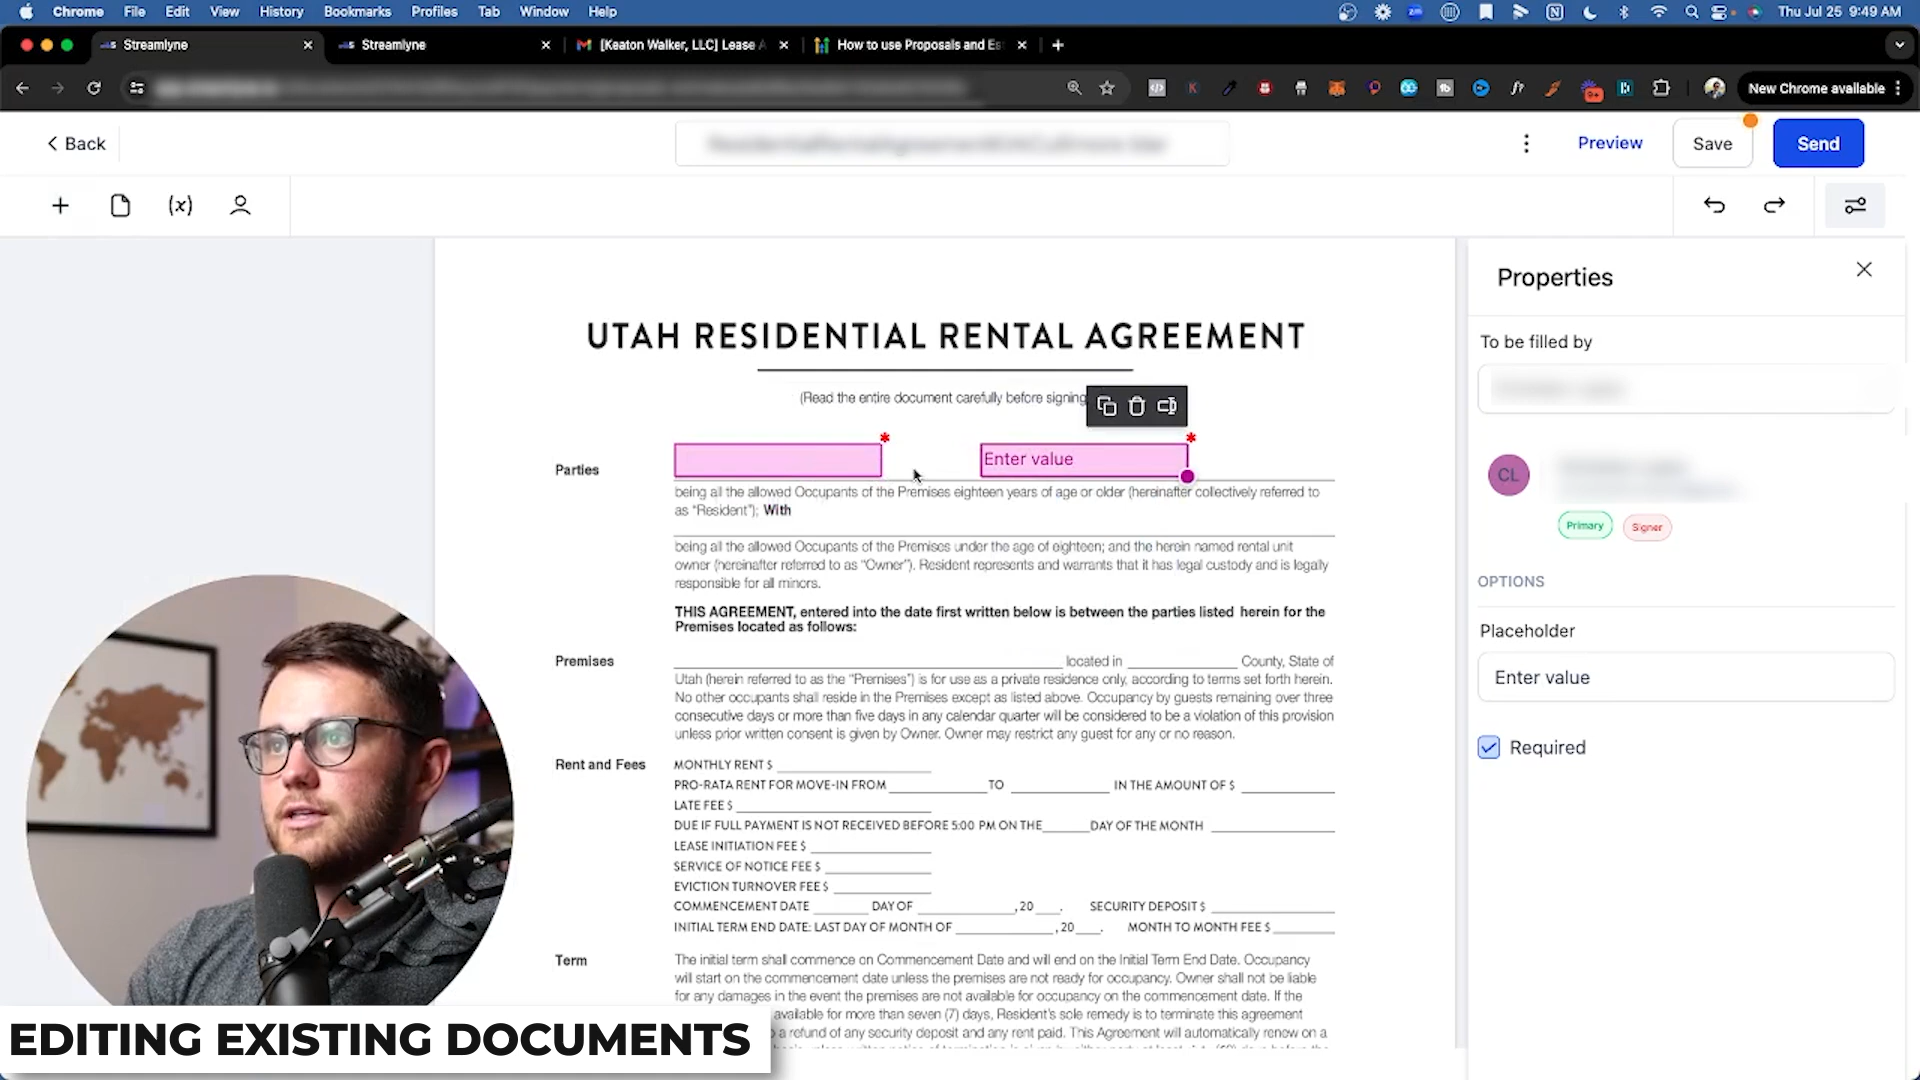 Chrome File Edit View History Bookmarks Profiles Tab Window Help
Thu Jul 25 9:49 AM
Streamlyne
Streamlyne
[Keaton Walker, LLC] Lease A
How to use Proposals and Es
New Chrome available
Back
Preview
Save
Send
(x)
Properties
To be filled by
CL
Primary
Signer
OPTIONS
Placeholder
Enter value
Required
UTAH RESIDENTIAL RENTAL AGREEMENT
(Read the entire document carefully before signing
Parties
Enter value
being all the allowed Occupants of the Premises eighteen years of age or older (hereinafter collectively referred to
as “Resident”); With
being all the allowed Occupants of the Premises under the age of eighteen; and the herein named rental unit
owner (hereinafter referred to as “Owner”). Resident represents and warrants that it has legal custody and is legally
responsible for all minors.
THIS AGREEMENT, entered into the date first written below is between the parties listed herein for the
Premises located as follows:
Premises
located in County, State of
Utah (herein referred to as the “Premises”) is for use as a private residence only, according to terms set forth herein.
No other occupants shall reside in the Premises except as listed above. Occupancy by guests remaining over three
consecutive days or more than five days in any calendar quarter will be considered to be a violation of this provision
unless prior written consent is given by Owner. Owner may restrict any guest for any or no reason.
Rent and Fees
MONTHLY RENT $
PRO-RATA RENT FOR MOVE-IN FROM TO IN THE AMOUNT OF $
LATE FEE $
DUE IF FULL PAYMENT IS NOT RECEIVED BEFORE 5:00 PM ON THE DAY OF THE MONTH
LEASE INITIATION FEE $
SERVICE OF NOTICE FEE $
EVICTION TURNOVER FEE $
COMMENCEMENT DATE DAY OF , 20 . SECURITY DEPOSIT $
INITIAL TERM END DATE: LAST DAY OF MONTH OF , 20 . MONTH TO MONTH FEE $
Term
The initial term shall commence on Commencement Date and will end on the Initial Term End Date. Occupancy
will start on the commencement date unless the premises are not ready for occupancy. Owner shall not be liable
for any damages in the event the premises are not available for occupancy on the commencement date. If the
available for more than seven (7) days, Resident’s sole remedy is to terminate this agreement
a refund of any security deposit and any rent paid. This Agreement will automatically renew on a
EDITING EXISTING DOCUMENTS